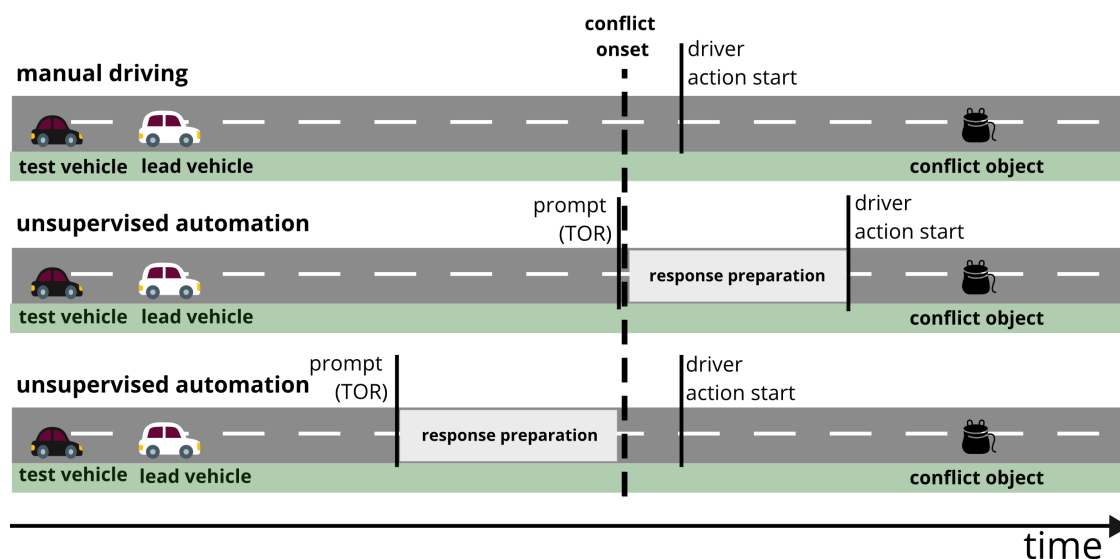 conflict
onset
driver
action start
manual driving
test vehicle
lead vehicle
conflict object
unsupervised automation
prompt
(TOR)
driver
action start
response preparation
test vehicle
lead vehicle
conflict object
unsupervised automation
prompt
(TOR)
driver
action start
response preparation
test vehicle
lead vehicle
conflict object
time